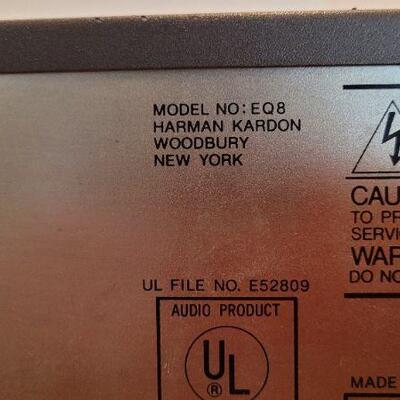 MODEL NO: EQ8
HARMAN KARDON
WOODBURY
NEW YORK
CAU
TO PR
SERVI
WAR
DO NO
UL FILE NO. E52809
AUDIO PRODUCT
UL
®
MADE